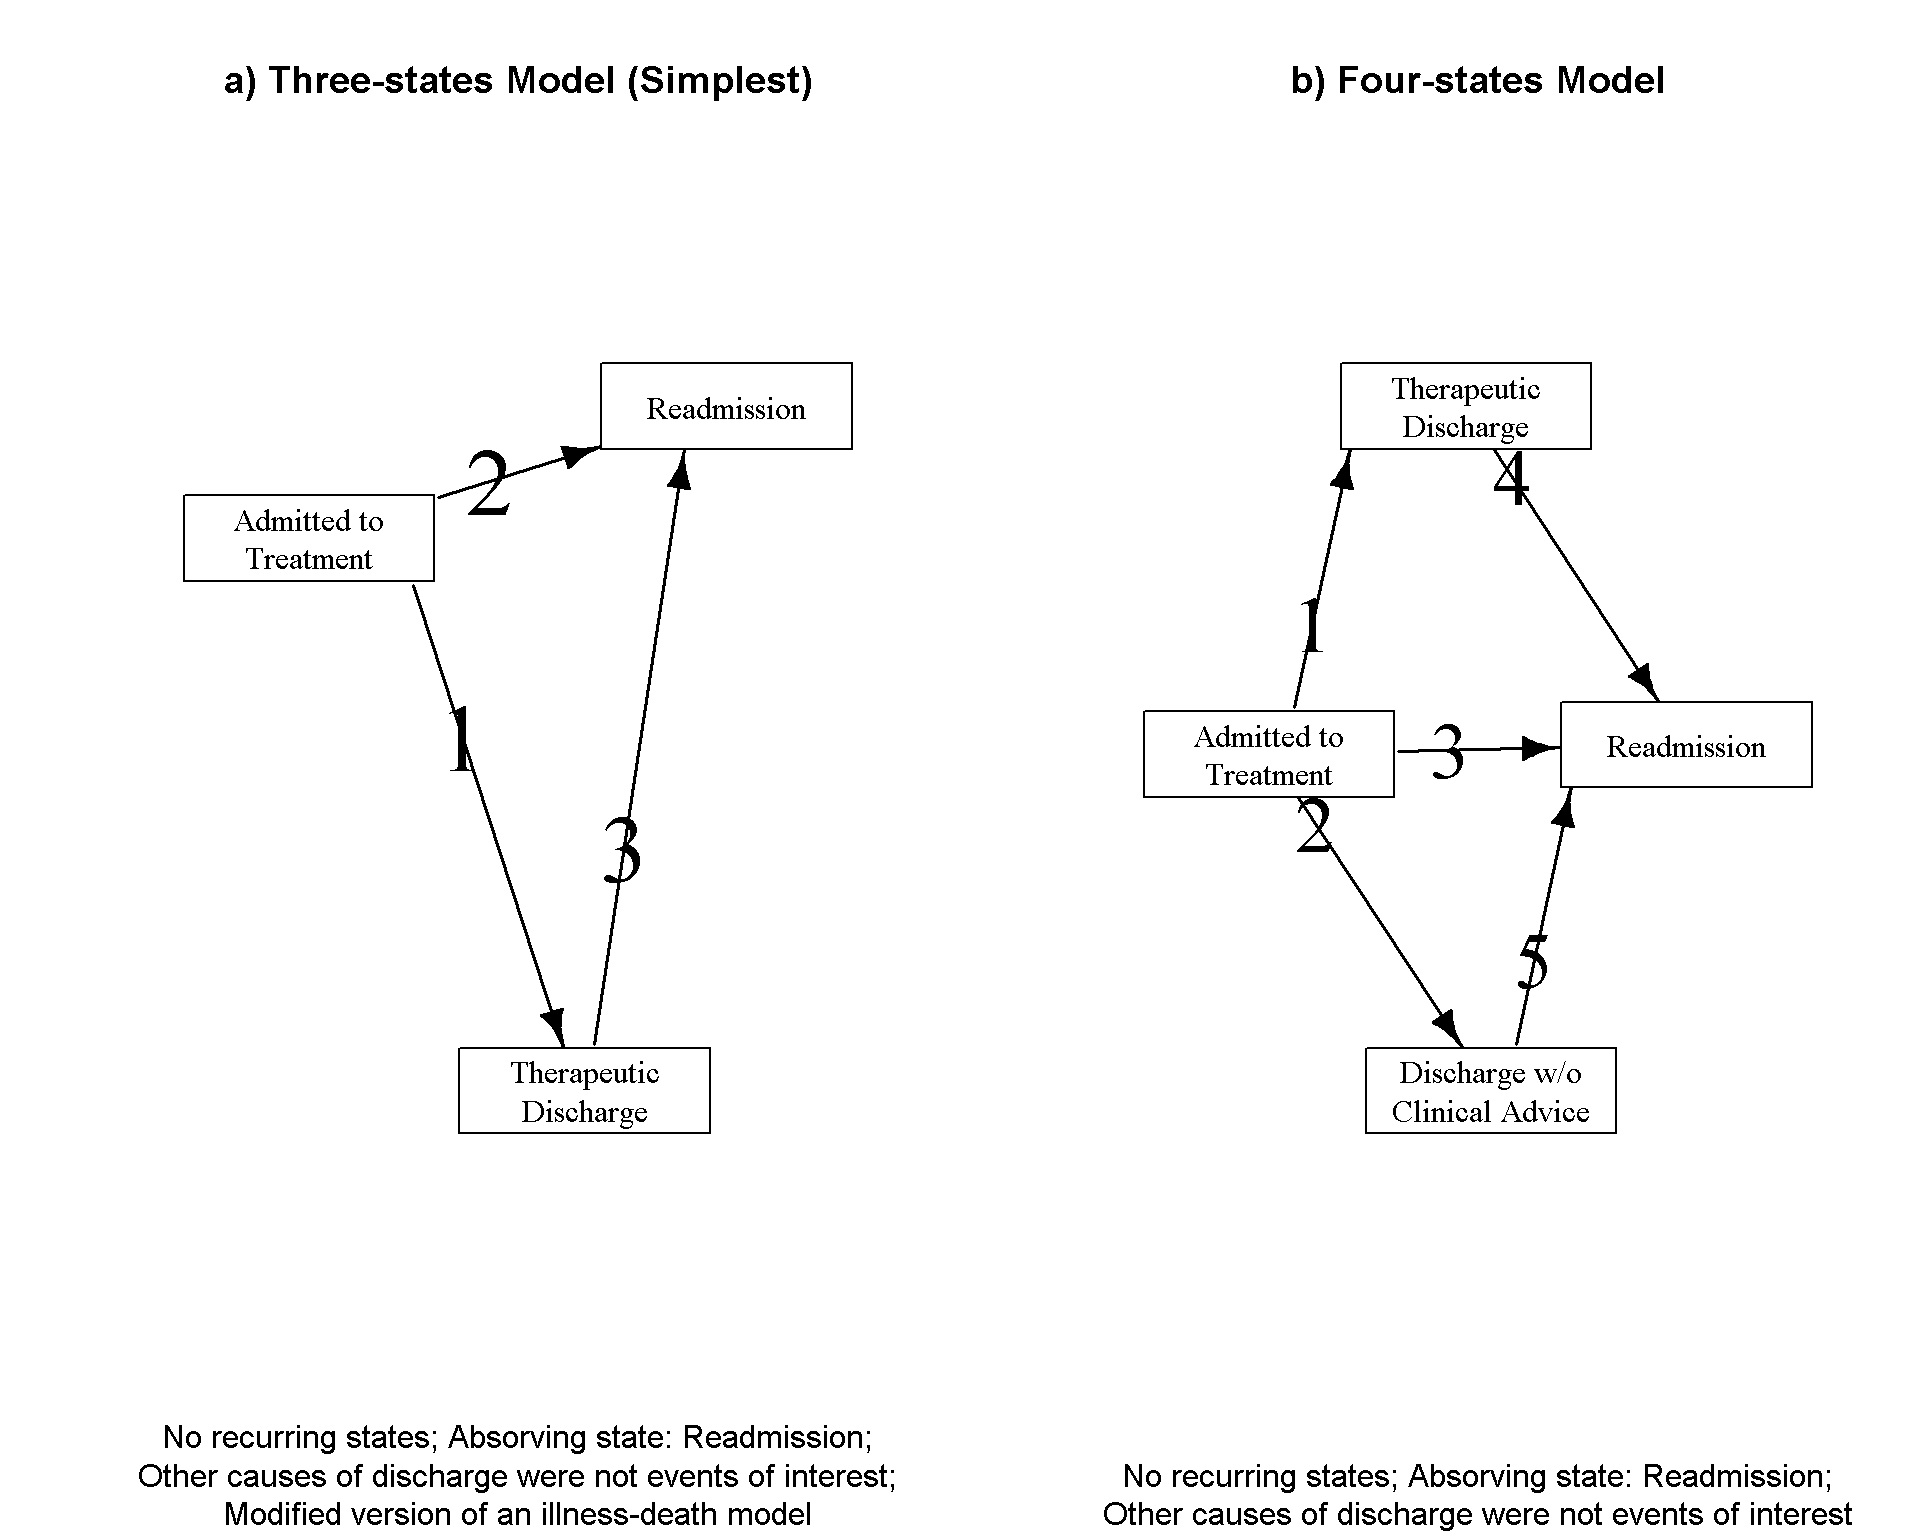 a) Three-states Model (Simplest)
Readmission
2
Admitted to
Treatment
1
3
Therapeutic
Discharge
No recurring states; Absorving state: Readmission;
Other causes of discharge were not events of interest;
Modified version of an illness-death model
b) Four-states Model
Therapeutic
Discharge
4
1
Admitted to
Treatment
3
Readmission
2
5
Discharge w/o
Clinical Advice
No recurring states; Absorving state: Readmission;
Other causes of discharge were not events of interest